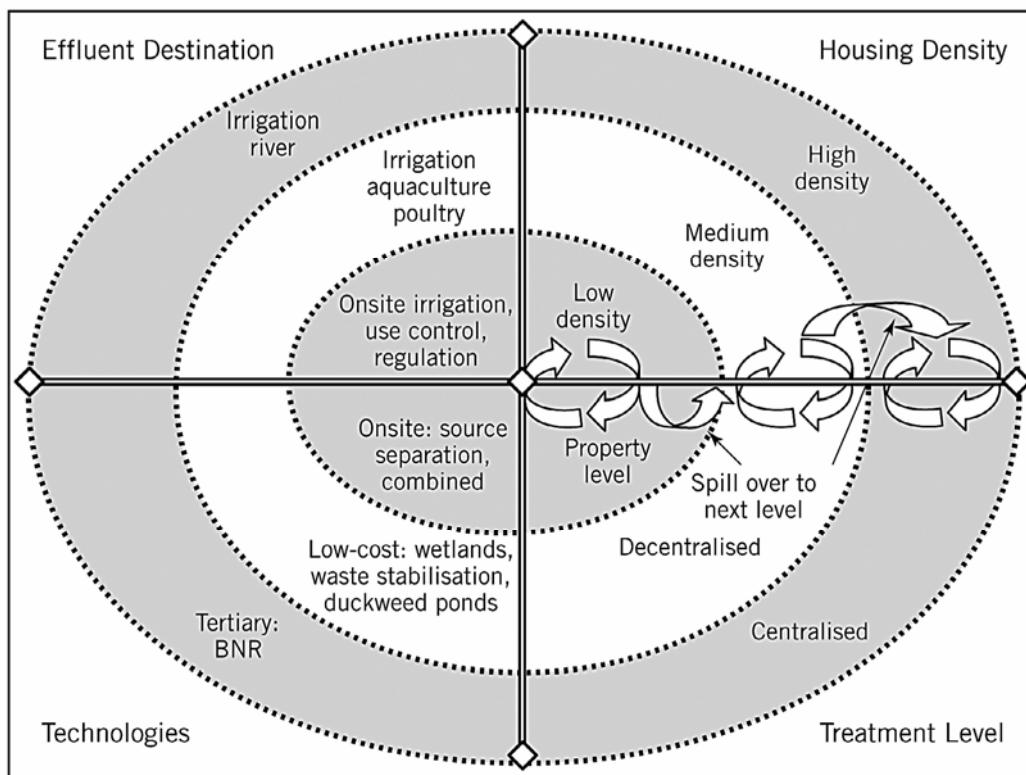 Effluent Destination
Housing Density
Irrigation
river
Irrigation
aquaculture
poultry
High
density
Medium
density
Onsite irrigation,
use control,
regulation
Low
density
Onsite: source
separation,
combined
Property
level
Spill over to
next level
Low-cost: wetlands,
waste stabilisation,
duckweed ponds
Decentralised
Tertiary:
BNR
Centralised
Technologies
Treatment Level